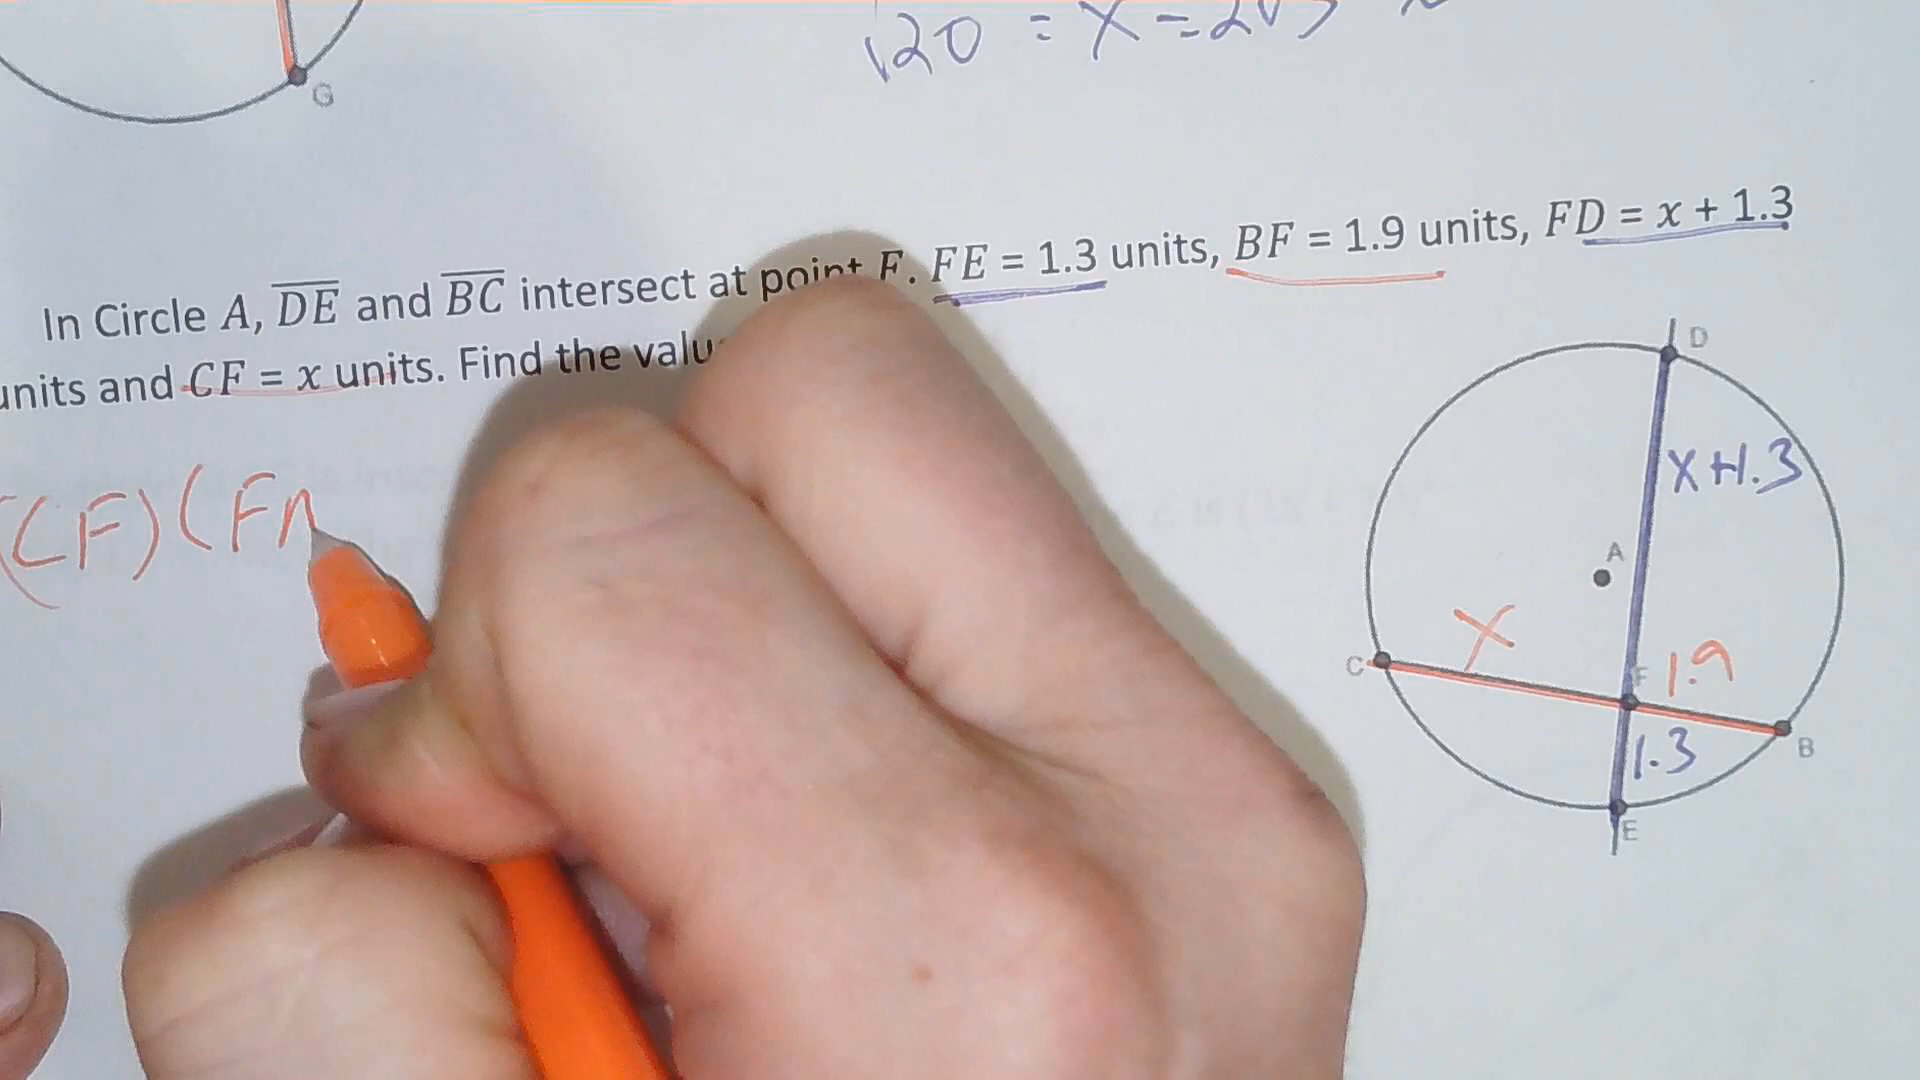 G
120 = X =
In Circle A, DE and BC intersect at point F. FE = 1.3 units, BF = 1.9 units, FD = x + 1.3
units and CF = x units. Find the valu
(CF)(F
D
X+1.3
A
X
C
F
1.9
1.3
B
E